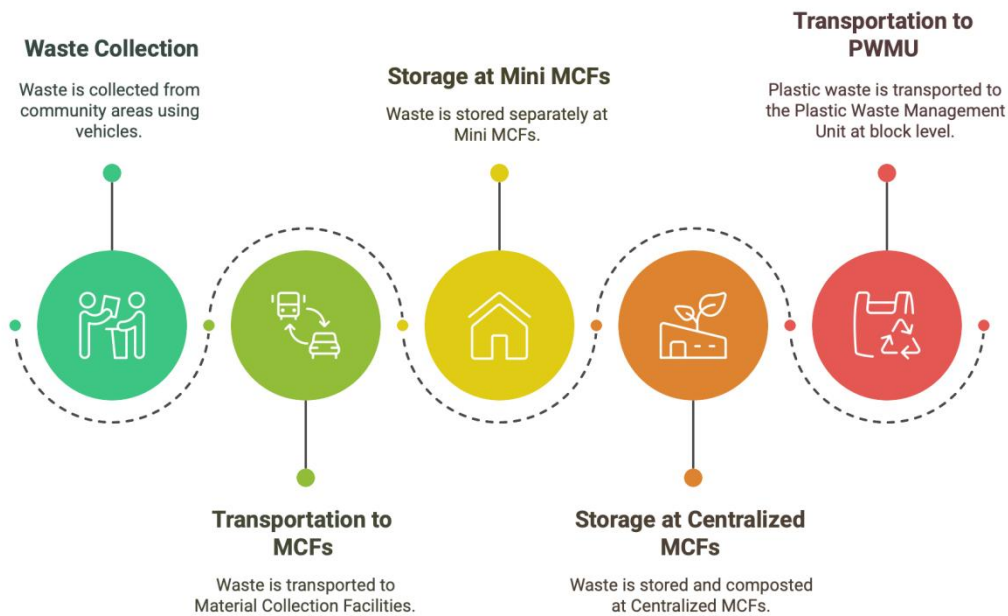 Waste Collection
Waste is collected from
community areas using
vehicles.
Transportation to
MCFs
Waste is transported to
Material Collection Facilities.
Storage at Mini MCFs
Waste is stored separately at
Mini MCFs.
Storage at Centralized
MCFs
Waste is stored and composted
at Centralized MCFs.
Transportation to
PWMU
Plastic waste is transported to
the Plastic Waste Management
Unit at block level.